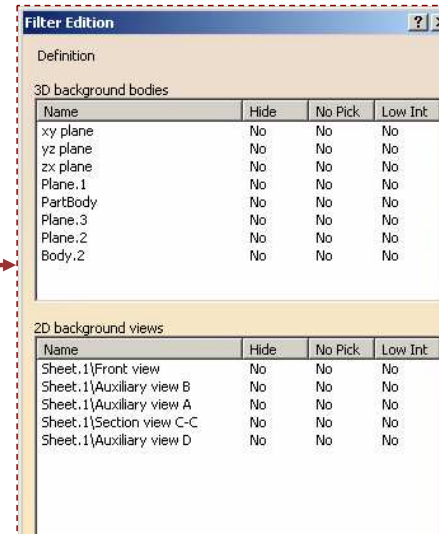 Filter Edition ?
Definition
3D background bodies
Name Hide No Pick Low Int
xy plane No No No
yz plane No No No
zx plane No No No
Plane.1 No No No
PartBody No No No
Plane.3 No No No
Plane.2 No No No
Body.2 No No No
2D background views
Name Hide No Pick Low Int
Sheet.1\Front view No No No
Sheet.1\Auxiliary view B No No No
Sheet.1\Auxiliary view A No No No
Sheet.1\Section view C-C No No No
Sheet.1\Auxiliary view D No No No